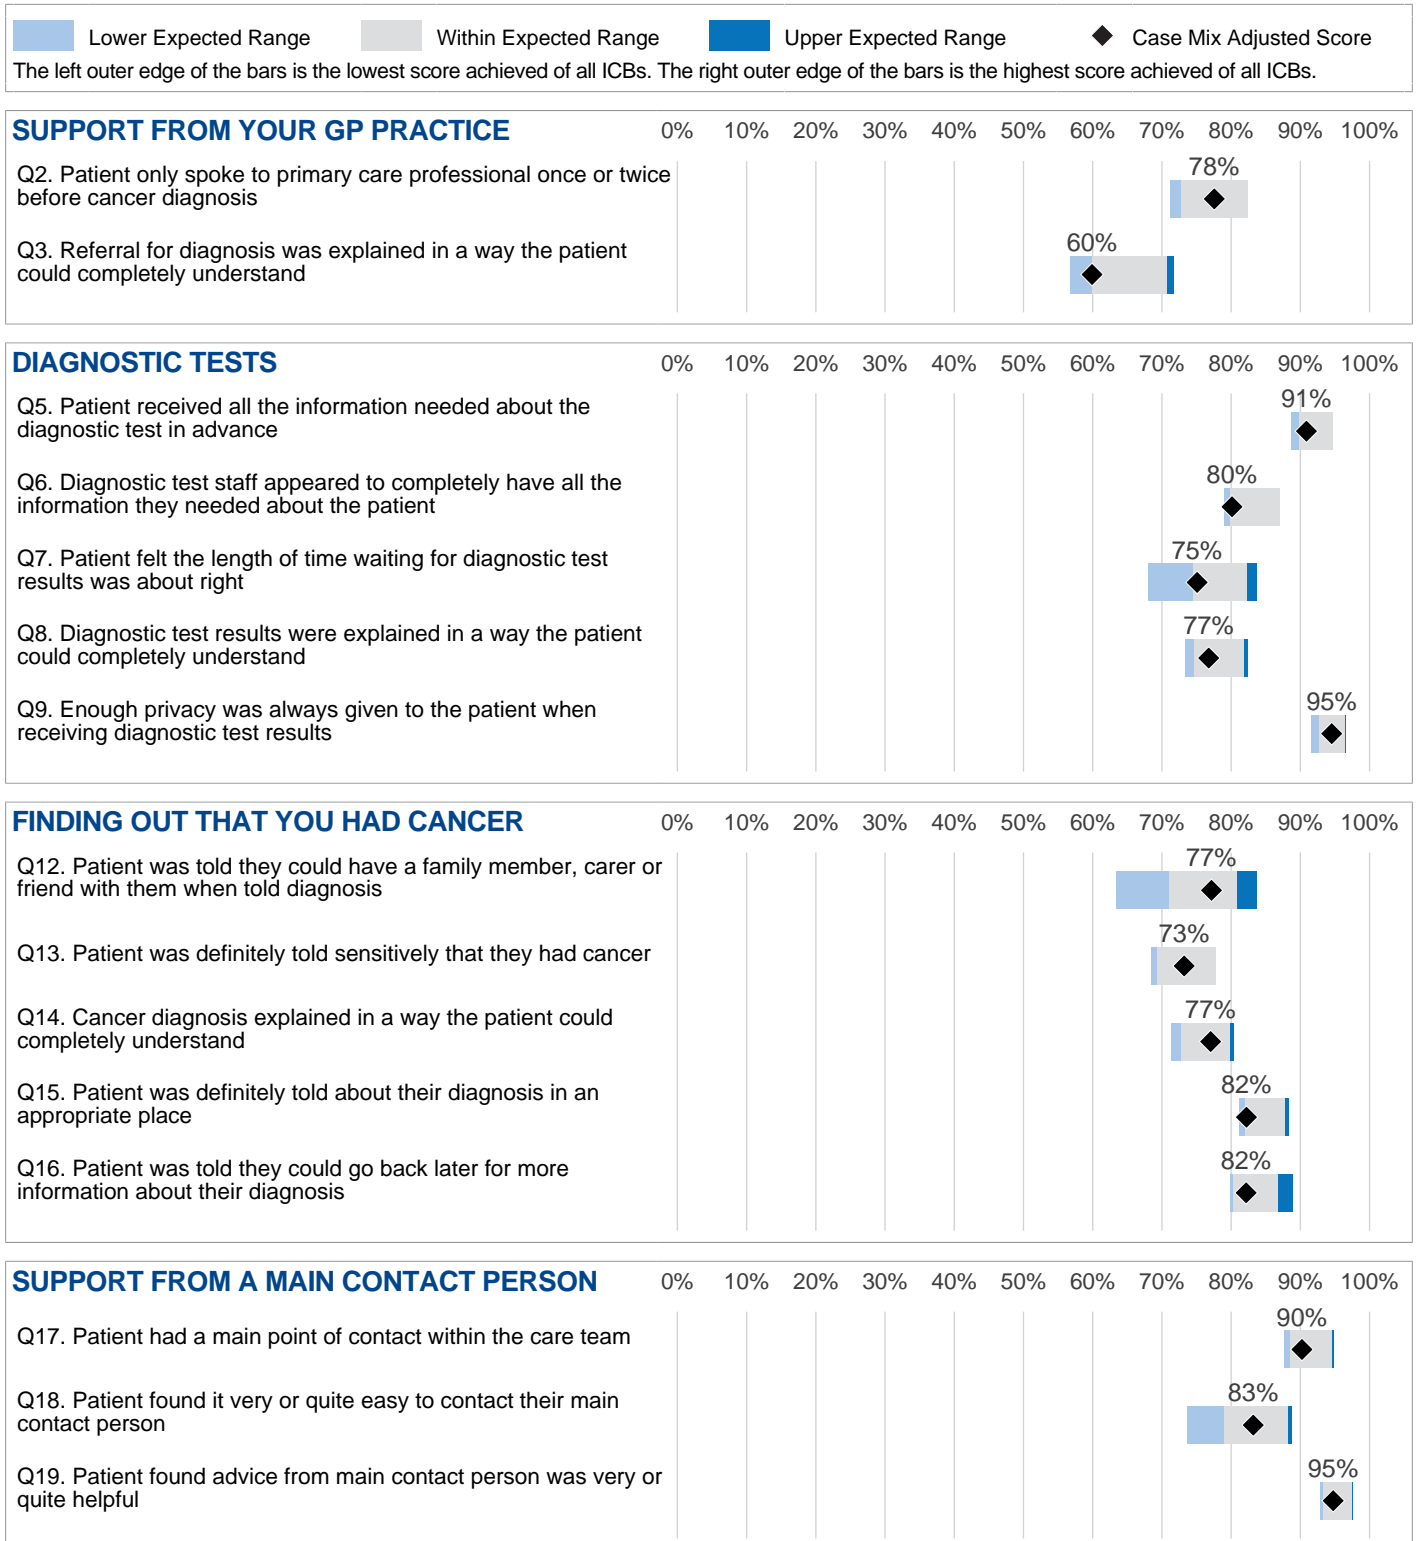 Lower Expected Range Within Expected Range Upper Expected Range Case Mix Adjusted Score
The left outer edge of the bars is the lowest score achieved of all ICBs. The right outer edge of the bars is the highest score achieved of all ICBs.
SUPPORT FROM YOUR GP PRACTICE 0% 10% 20% 30% 40% 50% 60% 70% 80% 90% 100%
Q2. Patient only spoke to primary care professional once or twice
before cancer diagnosis
78%
Q3. Referral for diagnosis was explained in a way the patient
could completely understand
60%
DIAGNOSTIC TESTS 0% 10% 20% 30% 40% 50% 60% 70% 80% 90% 100%
Q5. Patient received all the information needed about the
diagnostic test in advance
91%
Q6. Diagnostic test staff appeared to completely have all the
information they needed about the patient
80%
Q7. Patient felt the length of time waiting for diagnostic test
results was about right
75%
Q8. Diagnostic test results were explained in a way the patient
could completely understand
77%
Q9. Enough privacy was always given to the patient when
receiving diagnostic test results
95%
FINDING OUT THAT YOU HAD CANCER 0% 10% 20% 30% 40% 50% 60% 70% 80% 90% 100%
Q12. Patient was told they could have a family member, carer or
friend with them when told diagnosis
77%
Q13. Patient was definitely told sensitively that they had cancer
73%
Q14. Cancer diagnosis explained in a way the patient could
completely understand
77%
Q15. Patient was definitely told about their diagnosis in an
appropriate place
82%
Q16. Patient was told they could go back later for more
information about their diagnosis
82%
SUPPORT FROM A MAIN CONTACT PERSON 0% 10% 20% 30% 40% 50% 60% 70% 80% 90% 100%
Q17. Patient had a main point of contact within the care team
90%
Q18. Patient found it very or quite easy to contact their main
contact person
83%
Q19. Patient found advice from main contact person was very or
quite helpful
95%